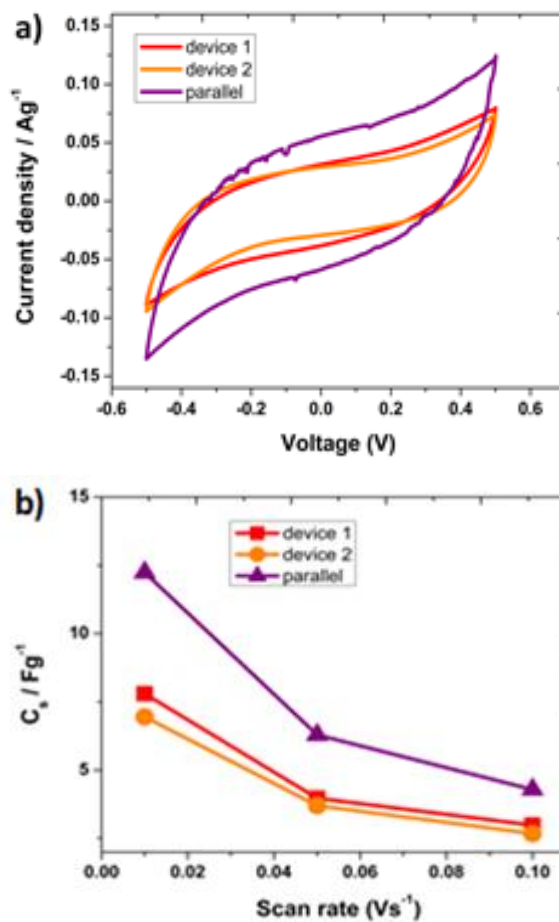 a)
device 1
device 2
parallel
Current density / Ag⁻¹
0.15
0.10
0.05
0.00
-0.05
-0.10
-0.15
-0.6 -0.4 -0.2 0.0 0.2 0.4 0.6
Voltage (V)
b)
device 1
device 2
parallel
Cₛ / Fg⁻¹
15
10
5
0.00 0.02 0.04 0.06 0.08 0.10
Scan rate (Vs⁻¹)